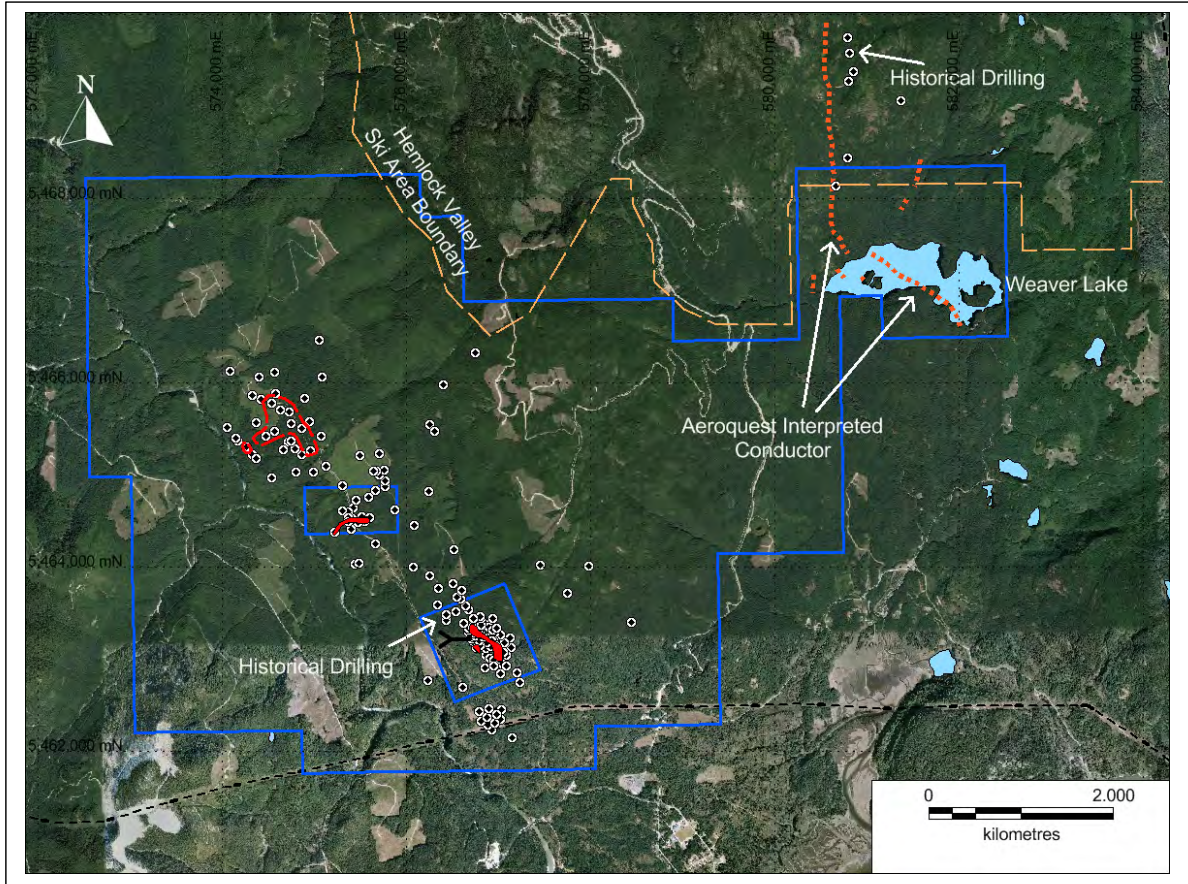 572,000 mE
574,000 mE
576,000 mE
578,000 mE
580,000 mE
582,000 mE
584,000 mE
N
Historical Drilling
Hemlock Valley
Ski Area Boundary
5,468,000 mN
Weaver Lake
5,466,000 mN
Aeroquest Interpreted
Conductor
5,464,000 mN
Historical Drilling
5,462,000 mN
0
2.000
kilometres